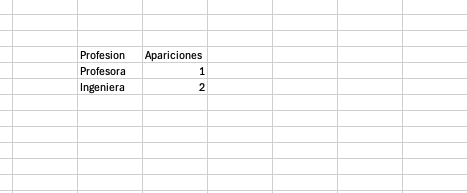 Profesion Apariciones
Profesora 1
Ingeniera 2